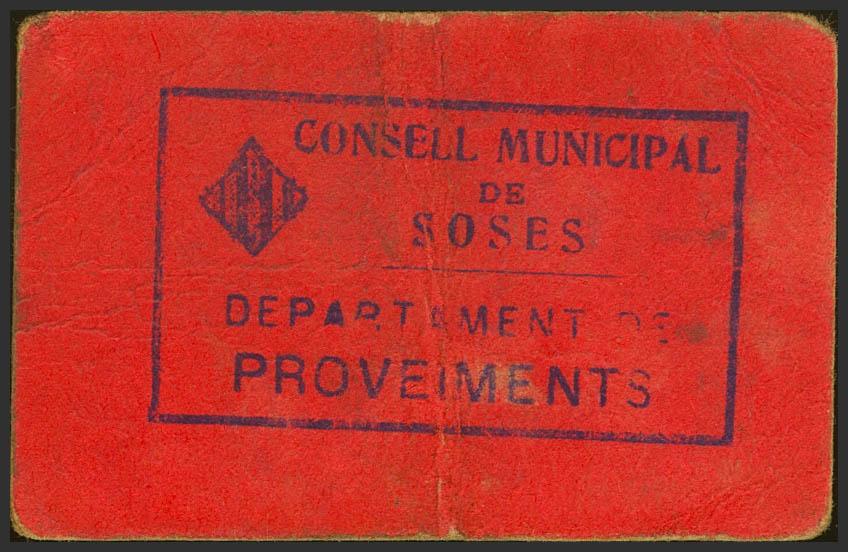 CONSELL MUNICIPAL
DE
SOSES
DEPARTAMENT DE
PROVEIMENTS